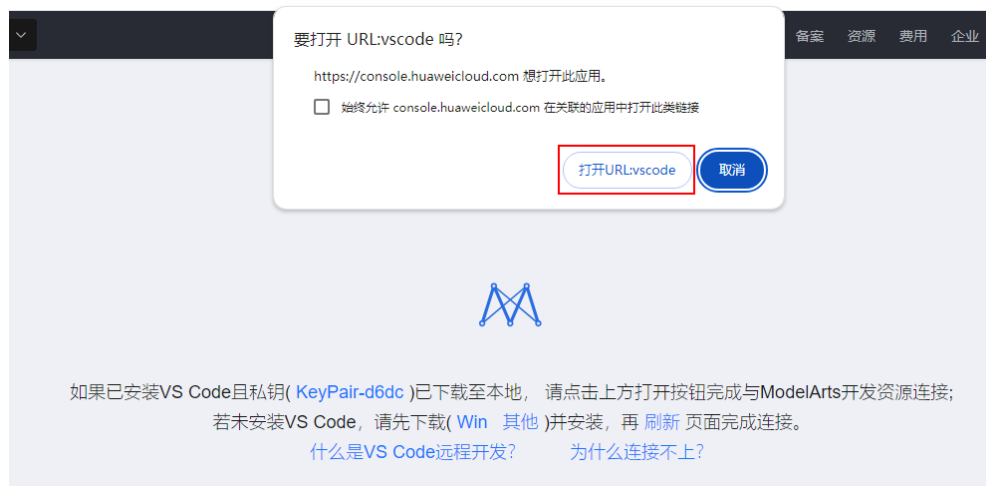 要打开 URL:vscode 吗?
备案 资源 费用 企业
https://console.huaweicloud.com 想打开此应用。
始终允许 console.huaweicloud.com 在关联的应用中打开此类链接
打开URL:vscode 取消
如果已安装VS Code且私钥( KeyPair-d6dc )已下载至本地， 请点击上方打开按钮完成与ModelArts开发资源连接;
若未安装VS Code，请先下载( Win 其他 )并安装，再 刷新 页面完成连接。
什么是VS Code远程开发? 为什么连接不上?